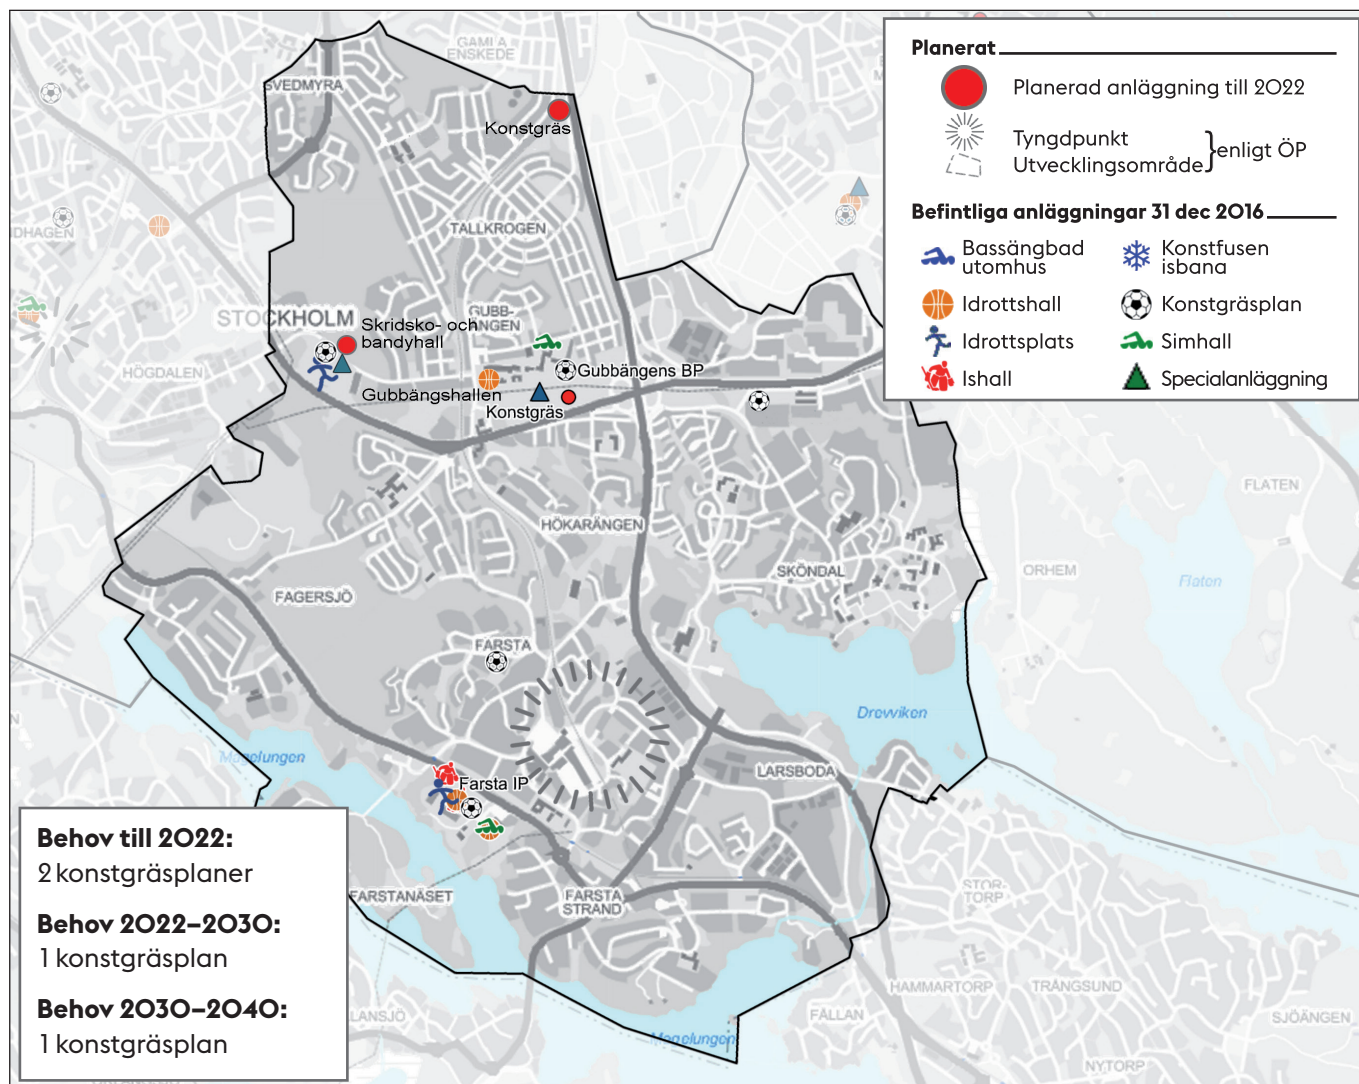 GAMLA
ENSKEDE
SVEDMYRA
Konstgräs
TALLKROGEN
STOCKHOLM
GUBB-
ÄNGEN
Skridsko- och
bandyhall
HÖGDALEN
Gubbängens BP
Gubbängshallen
Konstgräs
HÖKARÄNGEN
SKÖNDAL
FAGERSJÖ
FARSTA
FLATEN
ORHEM
Flaten
Drevviken
Magelungen
LARSBODA
Farsta IP
FARSTANÄSET
FARSTA
STRAND
STOR-
TORP
HAMMARTORP
TRÅNGSUND
FÄLLAN
SJÖÄNGEN
LANSJÖ
Magelungen
NYTORP
NDHAGEN
Planerat
Planerad anläggning till 2022
Tyngdpunkt
Utvecklingsområde
}enligt ÖP
Befintliga anläggningar 31 dec 2016
Bassängbad
utomhus
Konstfusen
isbana
Idrottshall
Konstgräsplan
Idrottsplats
Simhall
Ishall
Specialanläggning
Behov till 2022:
2 konstgräsplaner
Behov 2022–2030:
1 konstgräsplan
Behov 2030–2040:
1 konstgräsplan